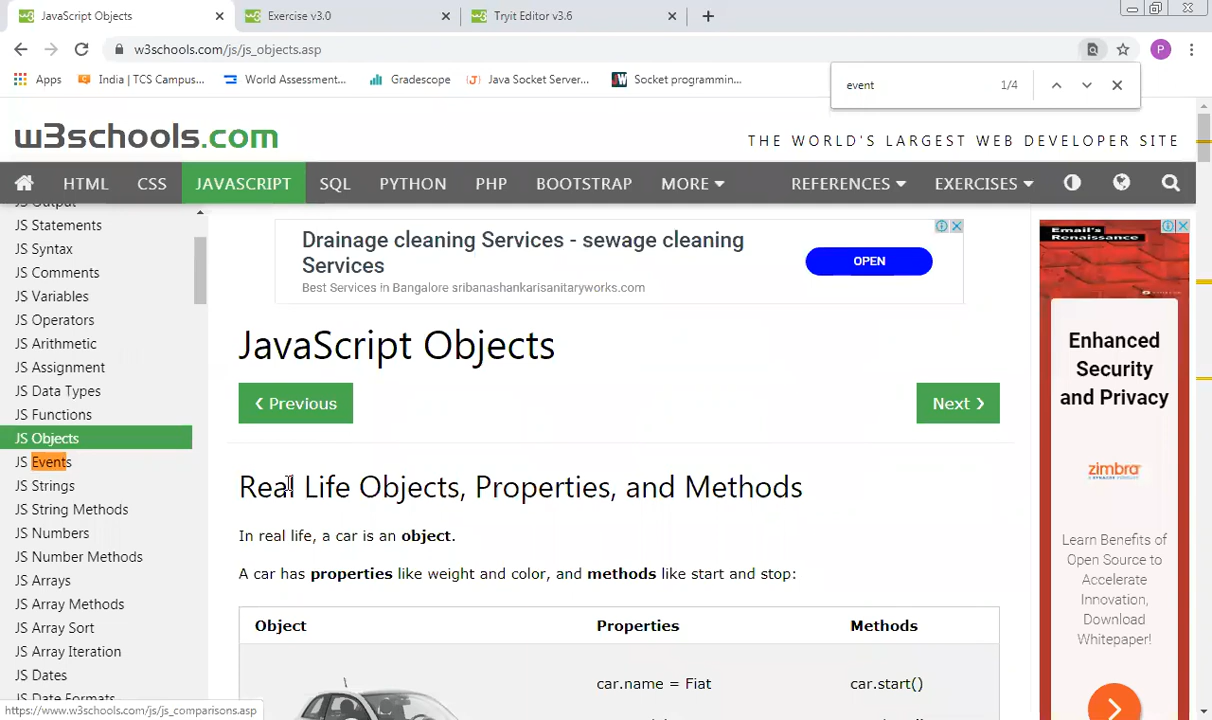 JavaScript Objects
Exercise v3.0
Tryit Editor v3.6
w3schools.com/js/js_objects.asp
P
Apps
India | TCS Campus...
World Assessment...
Gradescope
Java Socket Server...
Socket programmin...
event
1/4
w3schools.com
THE WORLD'S LARGEST WEB DEVELOPER SITE
HTML
CSS
JAVASCRIPT
SQL
PYTHON
PHP
BOOTSTRAP
MORE
REFERENCES
EXERCISES
JS Output
JS Statements
JS Syntax
JS Comments
JS Variables
JS Operators
JS Arithmetic
JS Assignment
JS Data Types
JS Functions
JS Objects
JS Events
JS Strings
JS String Methods
JS Numbers
JS Number Methods
JS Arrays
JS Array Methods
JS Array Sort
JS Array Iteration
JS Dates
JS Date Formats
Drainage cleaning Services - sewage cleaning
Services
Best Services in Bangalore sribanashankarisanitaryworks.com
OPEN
JavaScript Objects
❮ Previous
Next ❯
Real Life Objects, Properties, and Methods
In real life, a car is an object.
A car has properties like weight and color, and methods like start and stop:
Object
Properties
Methods
car.name = Fiat
car.start()
Email's
Renaissance
Enhanced
Security
and Privacy
zimbra
Learn Benefits of
Open Source to
Accelerate
Innovation,
Download
Whitepaper!
https://www.w3schools.com/js/js_comparisons.asp